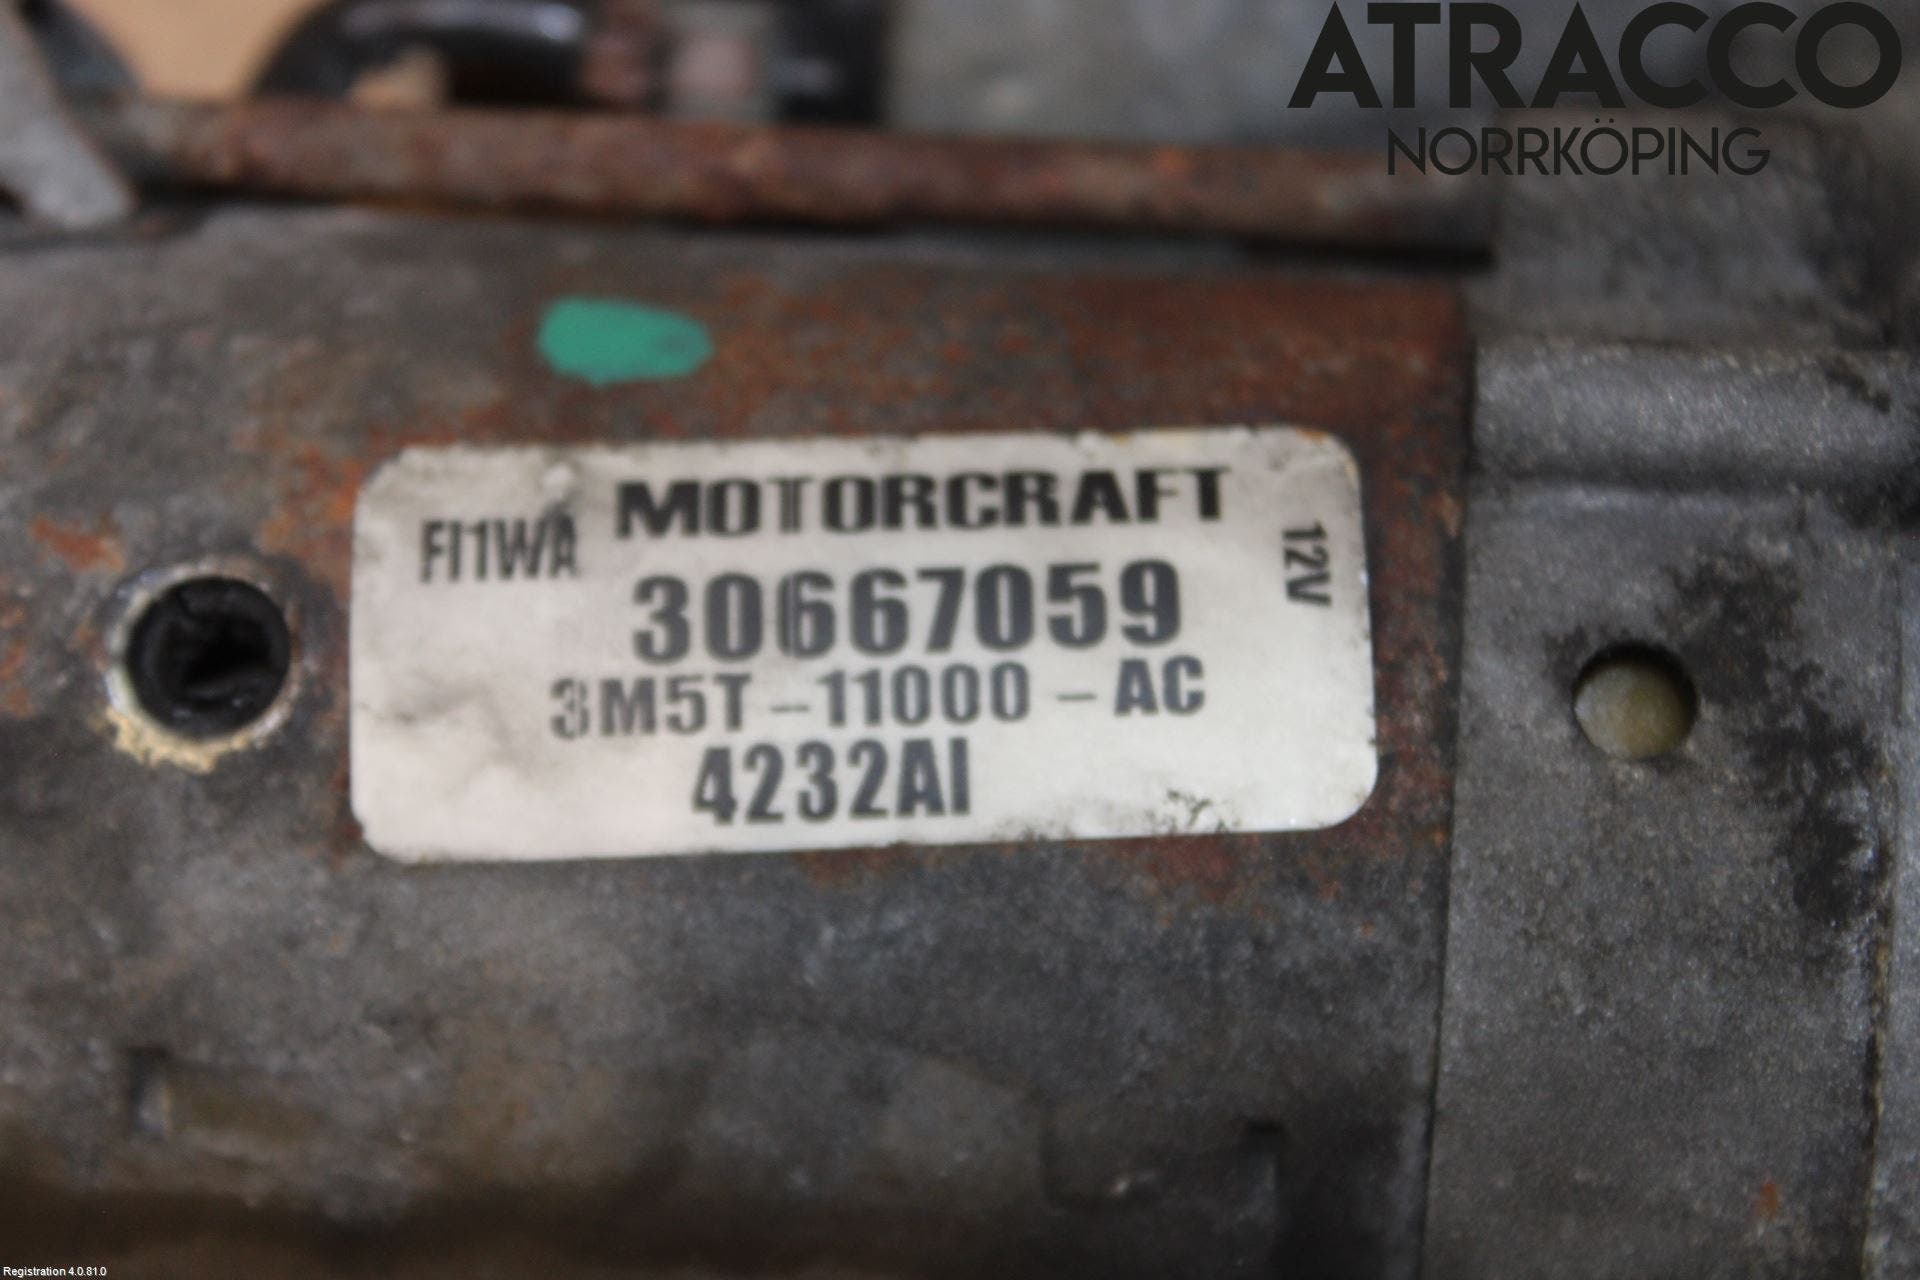 ATRACCO
NORRKÖPING
MOTORCRAFT
FI1WA
12V
30667059
3M5T-11000-AC
4232AI
Registration 4.0.81.0